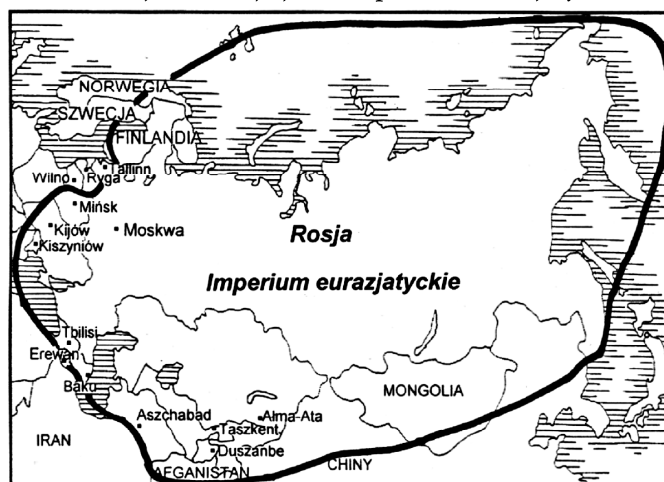 NORWEGIA
SZWECJA
FINLANDIA
Tallinn
Wilno
Ryga
Mińsk
Kijów
Moskwa
Rosja
Kiszyniów
Imperium eurazjatyckie
Tbilisi
Erewan
Baku
MONGOLIA
Aszchabad
Ałma-Ata
Taszkent
IRAN
Duszanbe
CHINY
AFGANISTAN